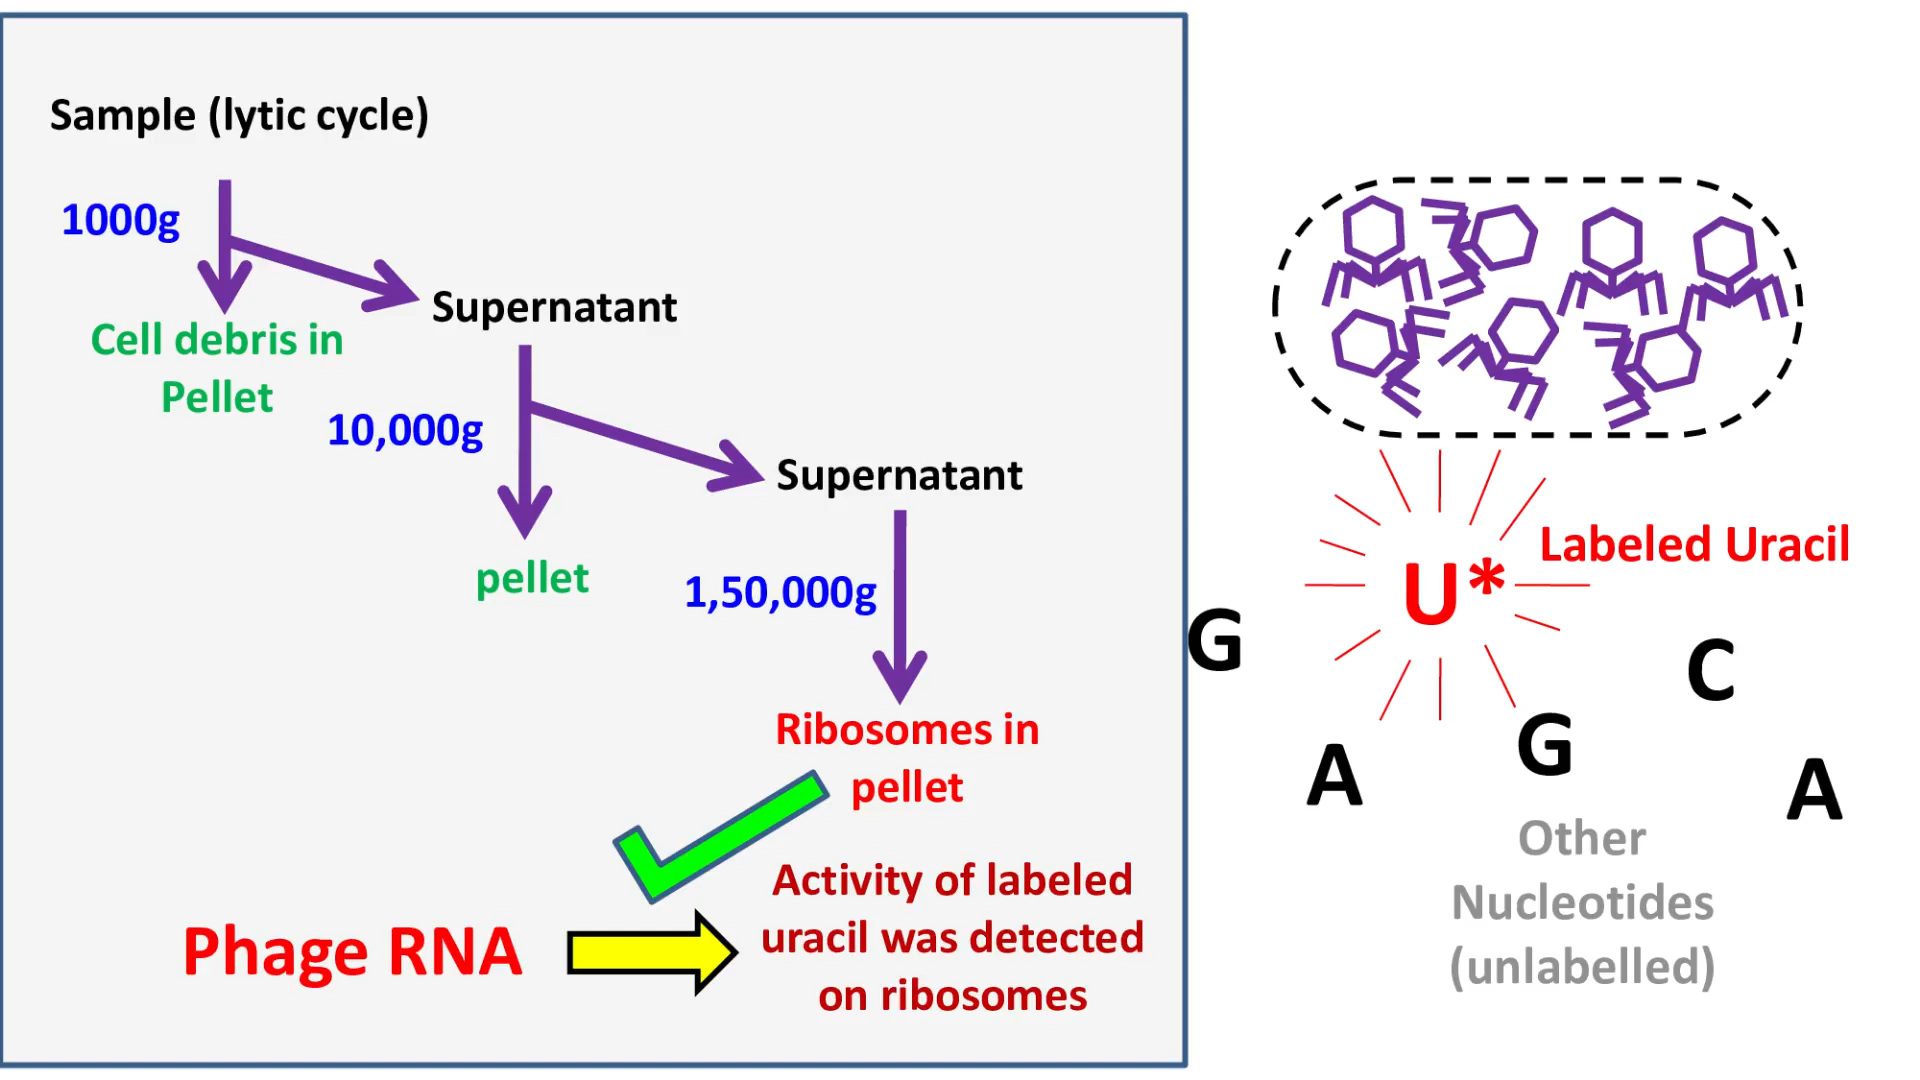 Sample (lytic cycle)
1000g
Supernatant
Cell debris in
Pellet
10,000g
Supernatant
pellet
1,50,000g
Ribosomes in
pellet
Activity of labeled
uracil was detected
on ribosomes
Phage RNA
Labeled Uracil
U*
G
C
A
G
A
Other
Nucleotides
(unlabelled)